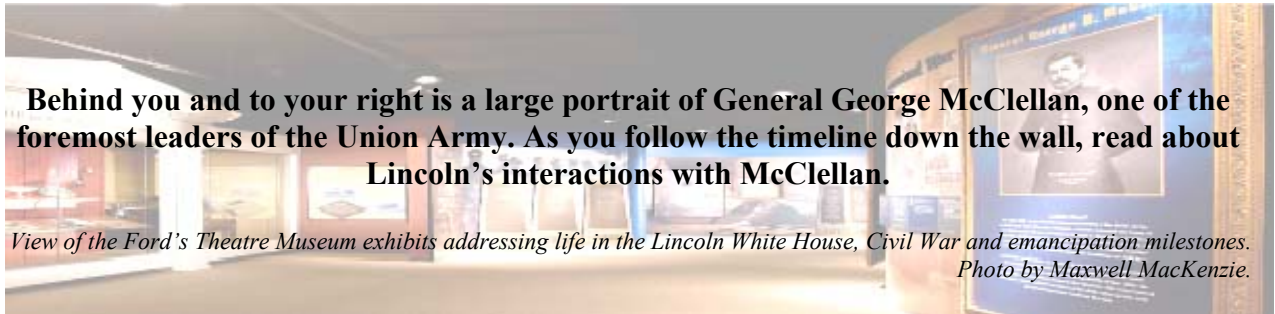 General George B. McC
Behind you and to your right is a large portrait of General George McClellan, one of the
foremost leaders of the Union Army. As you follow the timeline down the wall, read about
Lincoln's interactions with McClellan.
View of the Ford's Theatre Museum exhibits addressing life in the Lincoln White House, Civil War and emancipation milestones.
Photo by Maxwell MacKenzie.